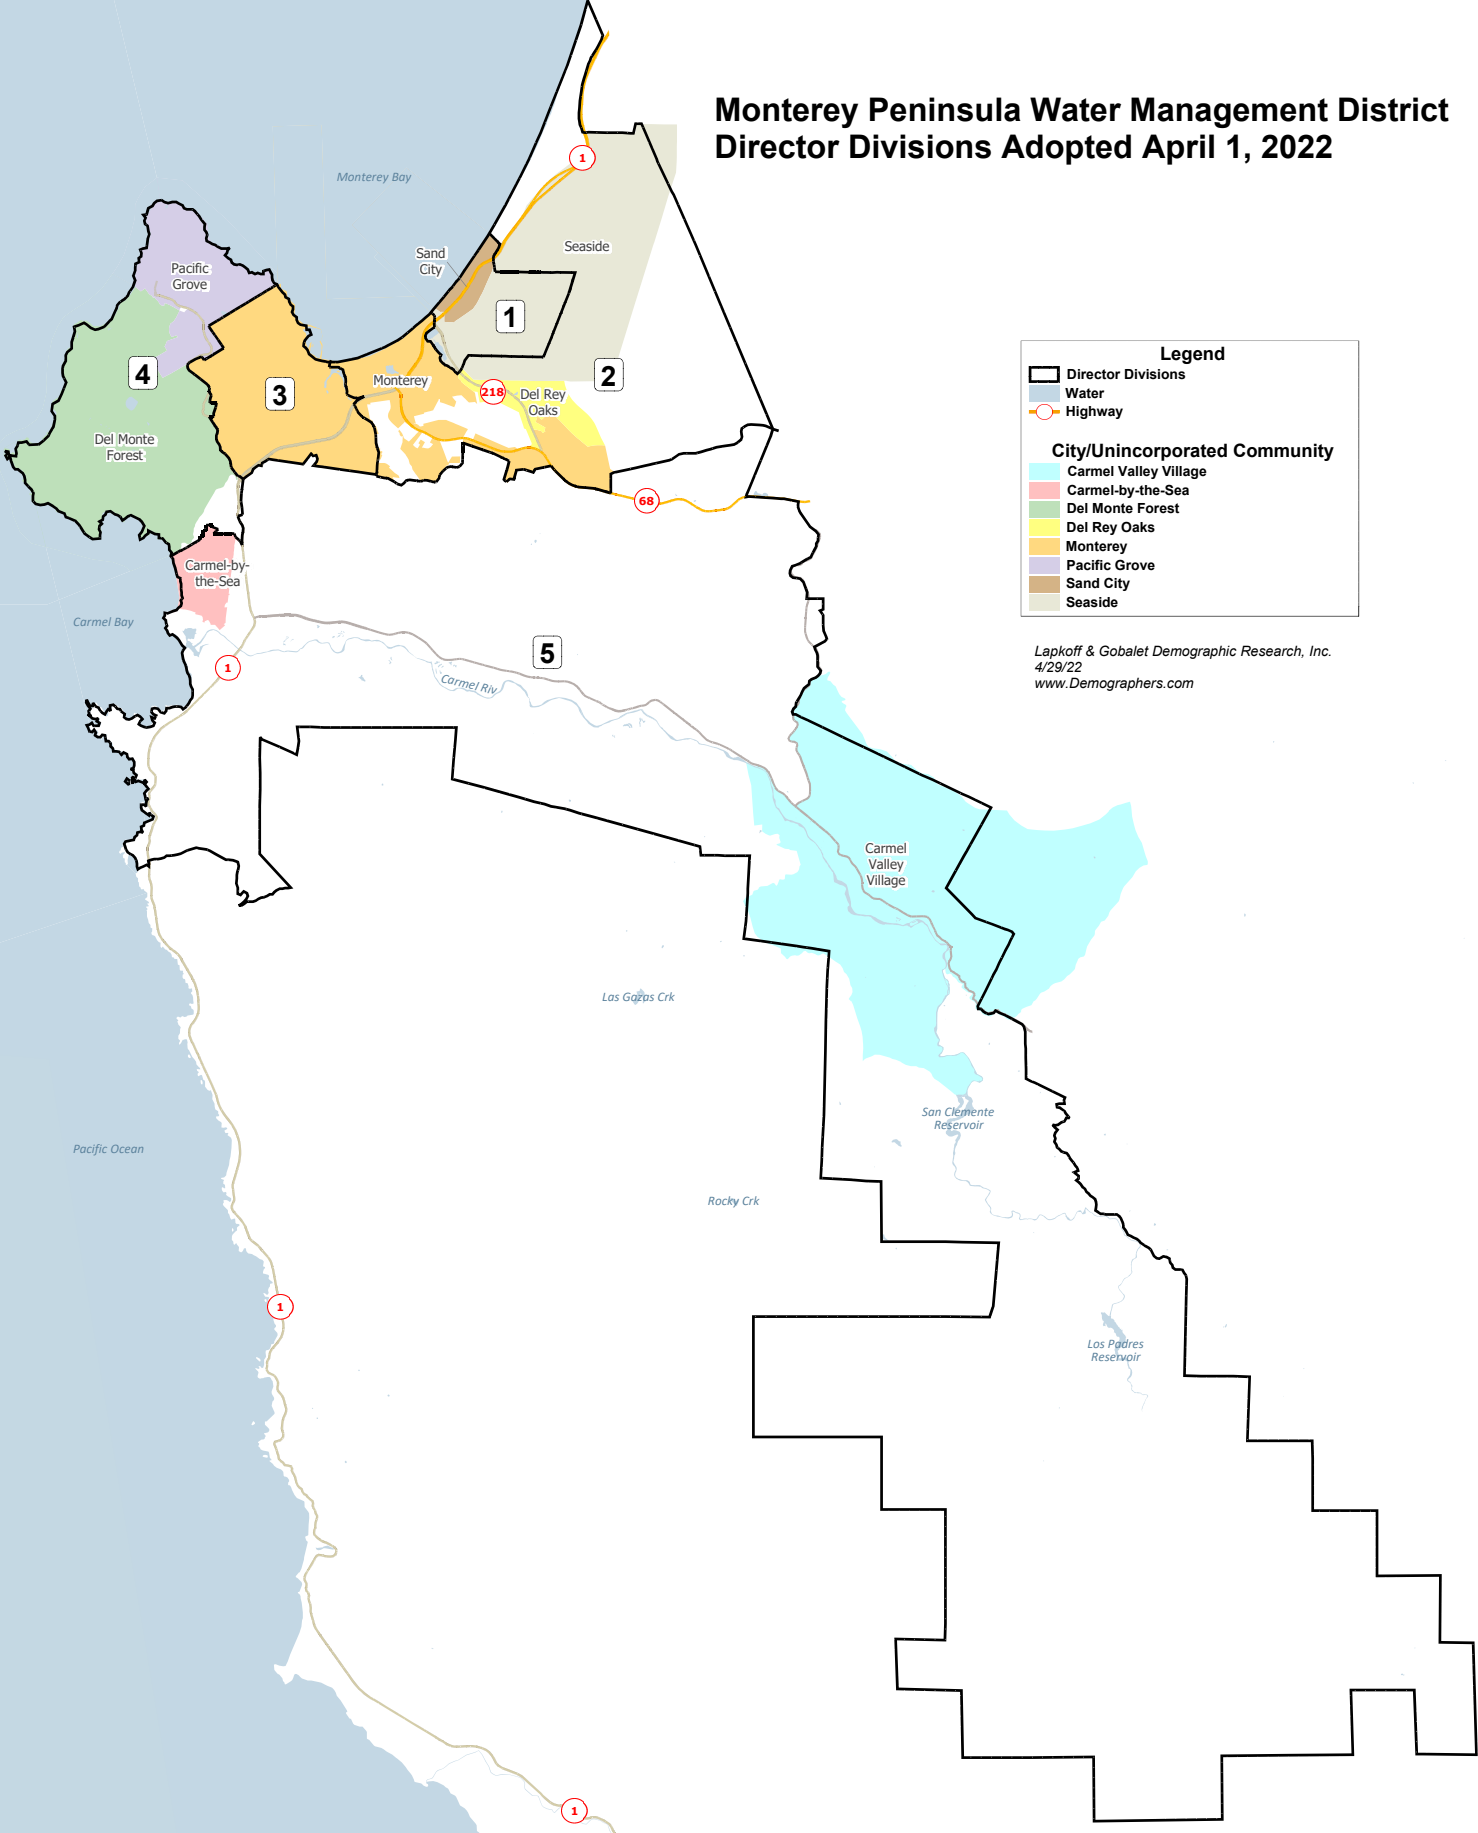 Monterey Peninsula Water Management District
Director Divisions Adopted April 1, 2022
1
Monterey Bay
Seaside
Sand
City
Pacific
Grove
1
4
3
Monterey
218
2
Del Rey
Oaks
Del Monte
Forest
68
Carmel-by-
the-Sea
Carmel Bay
1
5
Carmel Riv
Legend
Director Divisions
Water
Highway
City/Unincorporated Community
Carmel Valley Village
Carmel-by-the-Sea
Del Monte Forest
Del Rey Oaks
Monterey
Pacific Grove
Sand City
Seaside
Lapkoff & Gobalet Demographic Research, Inc.
4/29/22
www.Demographers.com
Carmel
Valley
Village
Las Gazas Crk
San Clemente
Reservoir
Pacific Ocean
Rocky Crk
1
Los Padres
Reservoir
1